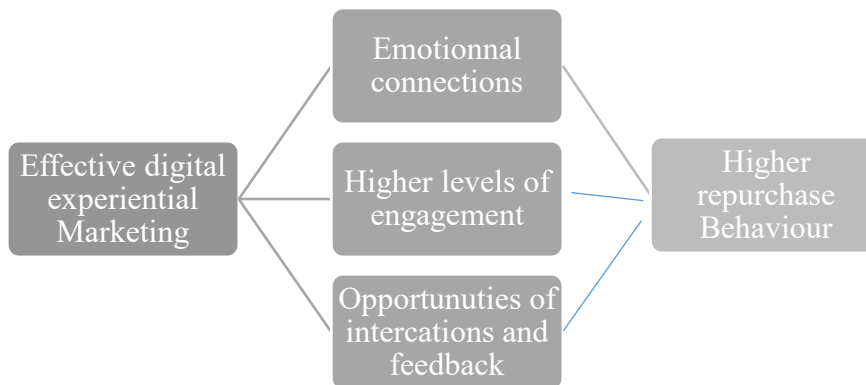 Emotionnal
connections
Effective digital
experiential
Marketing
Higher levels of
engagement
Higher
repurchase
Behaviour
Opportunuties of
intercations and
feedback